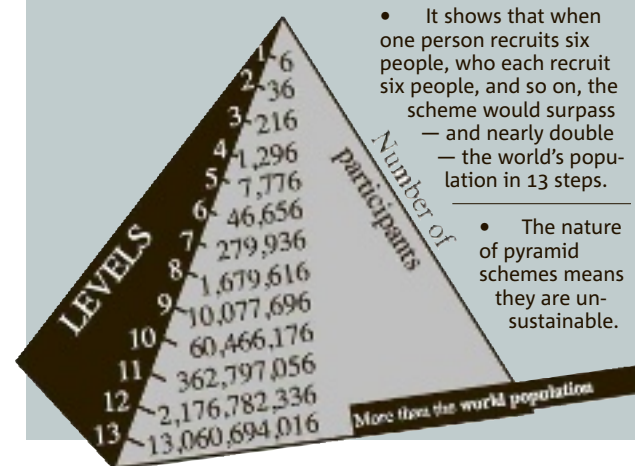 • It shows that when
one person recruits six
people, who each recruit
six people, and so on, the
scheme would surpass
— and nearly double
— the world's popu-
lation in 13 steps.
• The nature
of pyramid
schemes means
they are un-
sustainable.
LEVELS
Number of
participants
1 6
2 36
3 216
4 1,296
5 7,776
6 46,656
7 279,936
8 1,679,616
9 10,077,696
10 60,466,176
11 362,797,056
12 2,176,782,336
13 13,060,694,016
More than the world population